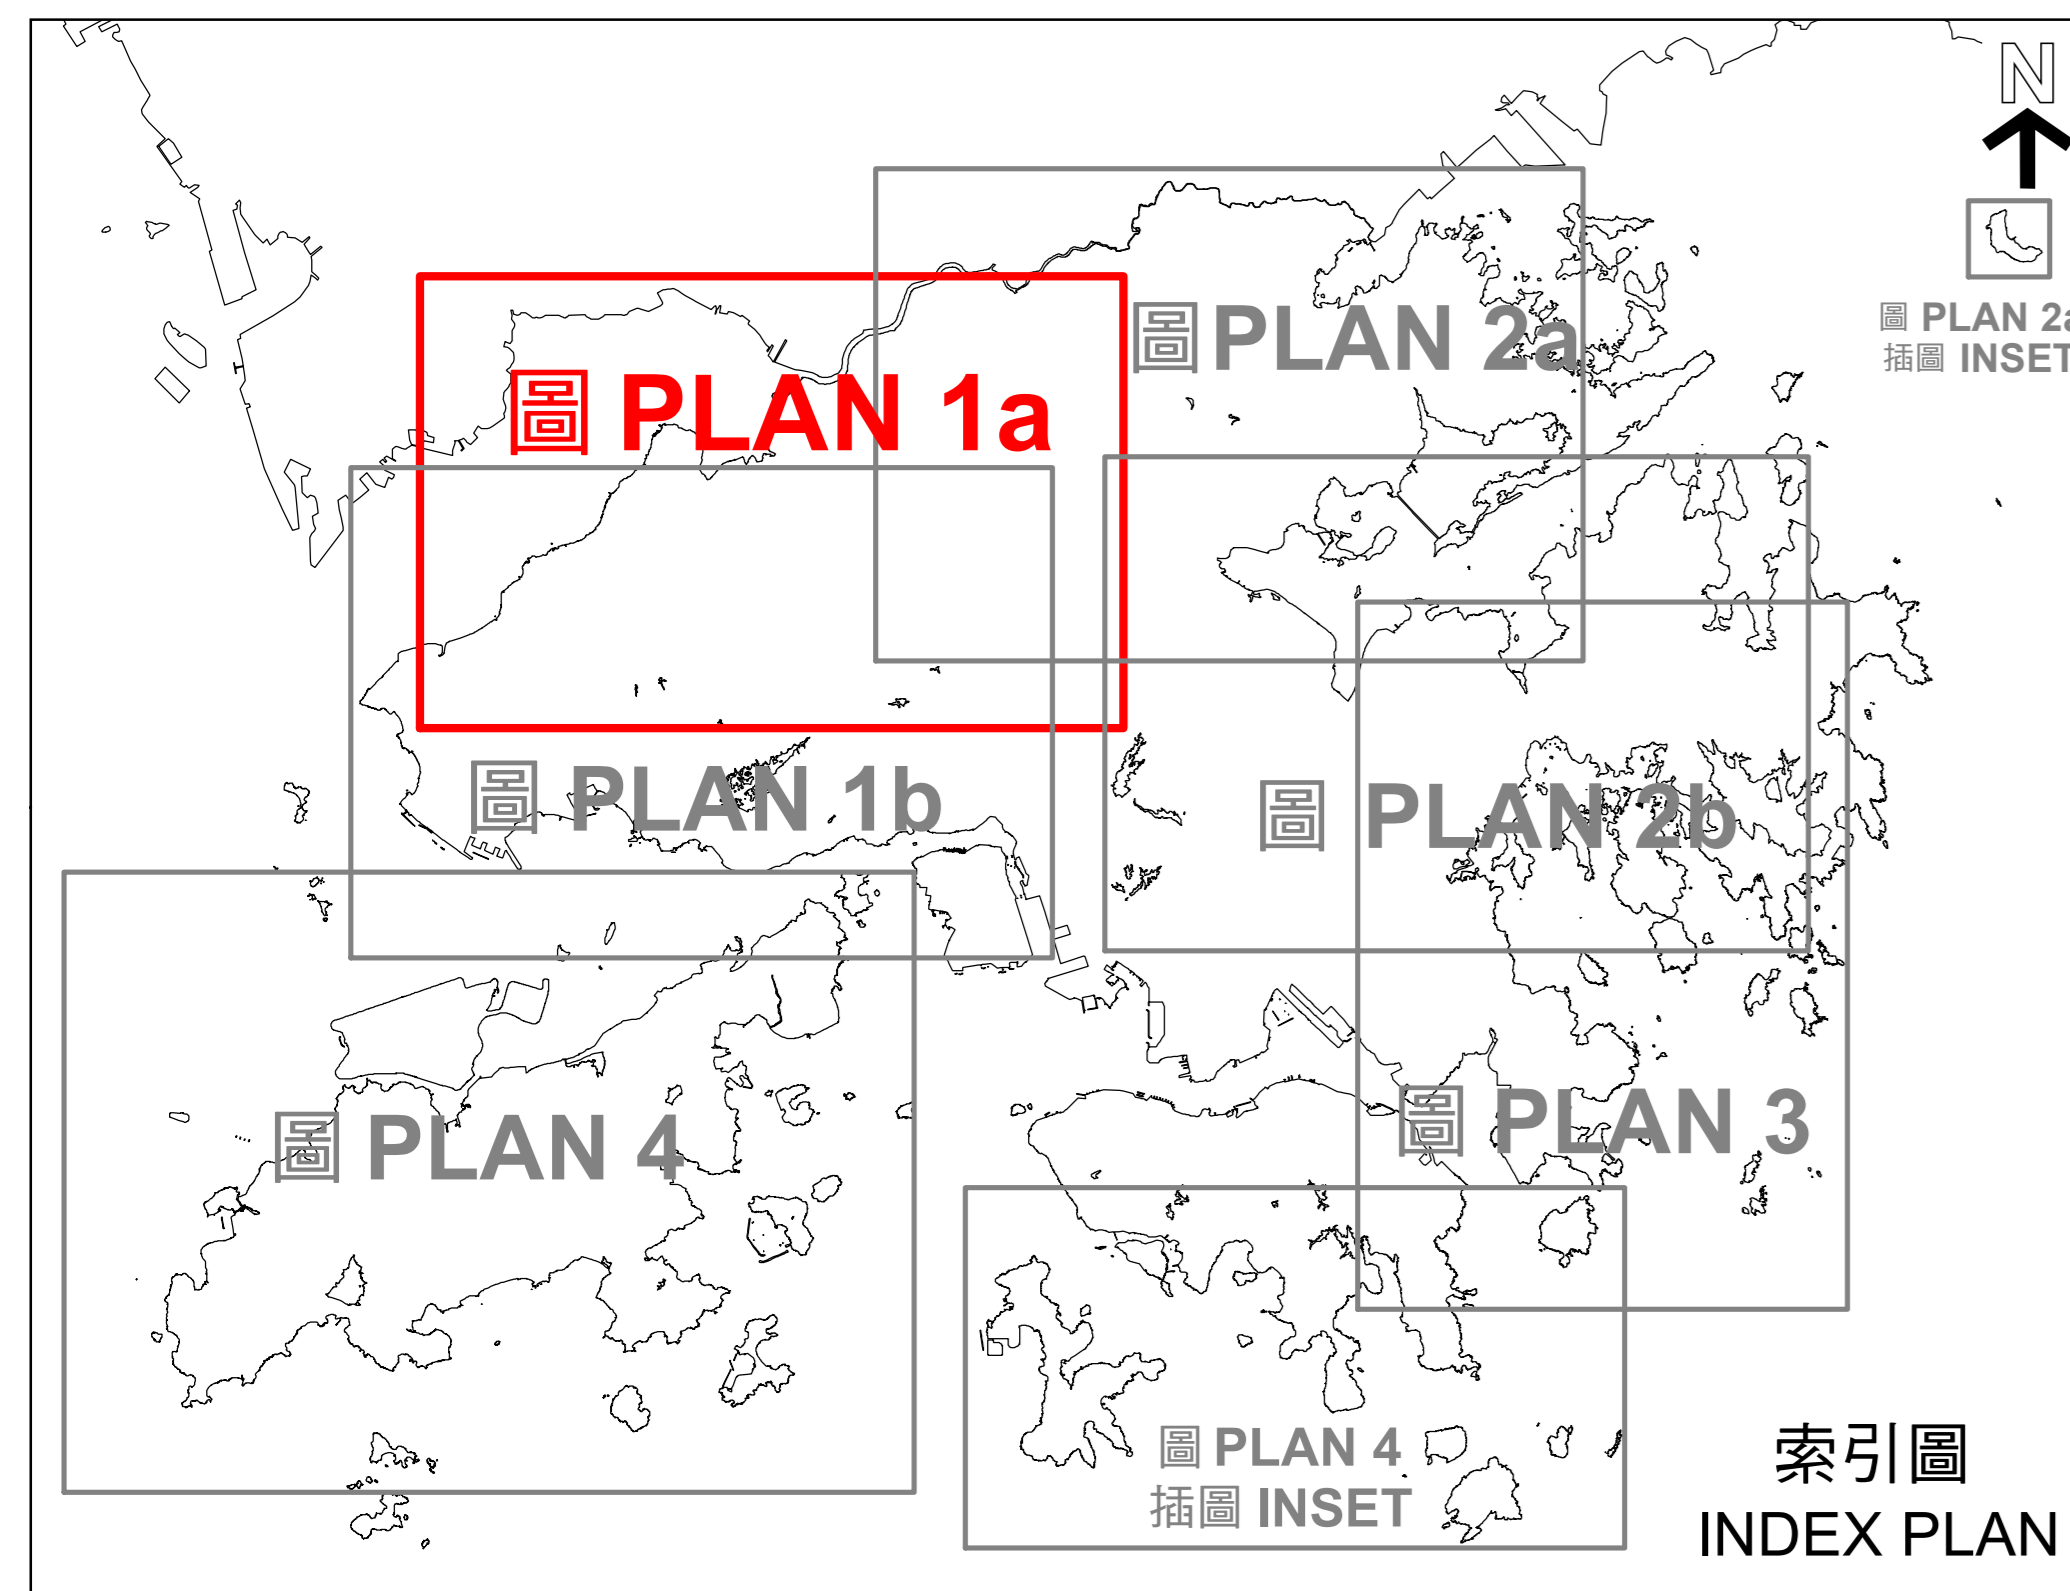 N
圖 PLAN 2a
圖 PLAN 2a
插圖 INSET
圖 PLAN 1a
圖 PLAN 1b
圖 PLAN 2b
圖 PLAN 4
圖 PLAN 3
圖 PLAN 4
插圖 INSET
索引圖
INDEX PLAN